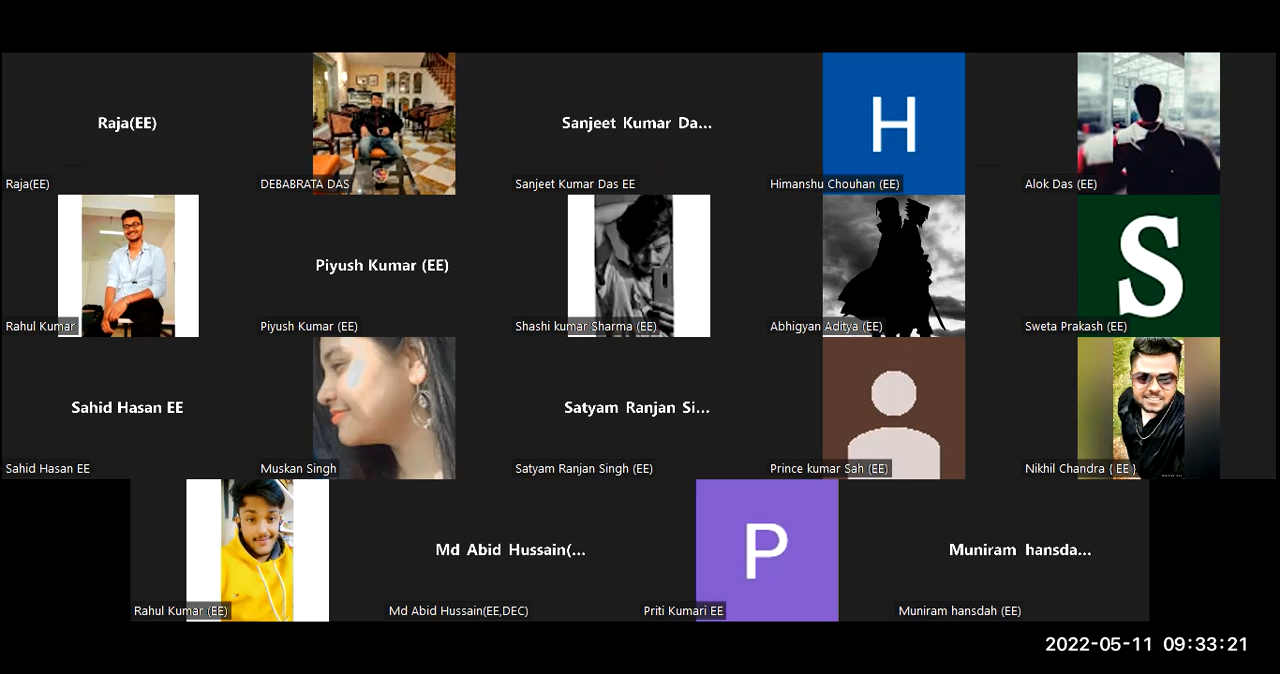 Raja(EE)
Raja(EE)
DEBABRATA DAS
Sanjeet Kumar Da...
Sanjeet Kumar Das EE
H
Himanshu Chouhan (EE)
Alok Das (EE)
Rahul Kumar
Piyush Kumar (EE)
Piyush Kumar (EE)
Shashi kumar Sharma (EE)
Abhigyan Aditya (EE)
S
Sweta Prakash (EE)
Sahid Hasan EE
Sahid Hasan EE
Muskan Singh
Satyam Ranjan Si...
Satyam Ranjan Singh (EE)
Prince kumar Sah (EE)
Nikhil Chandra { EE }
Rahul Kumar (EE)
Md Abid Hussain(...
Md Abid Hussain(EE,DEC)
P
Priti Kumari EE
Muniram hansda...
Muniram hansdah (EE)
2022-05-11 09:33:21